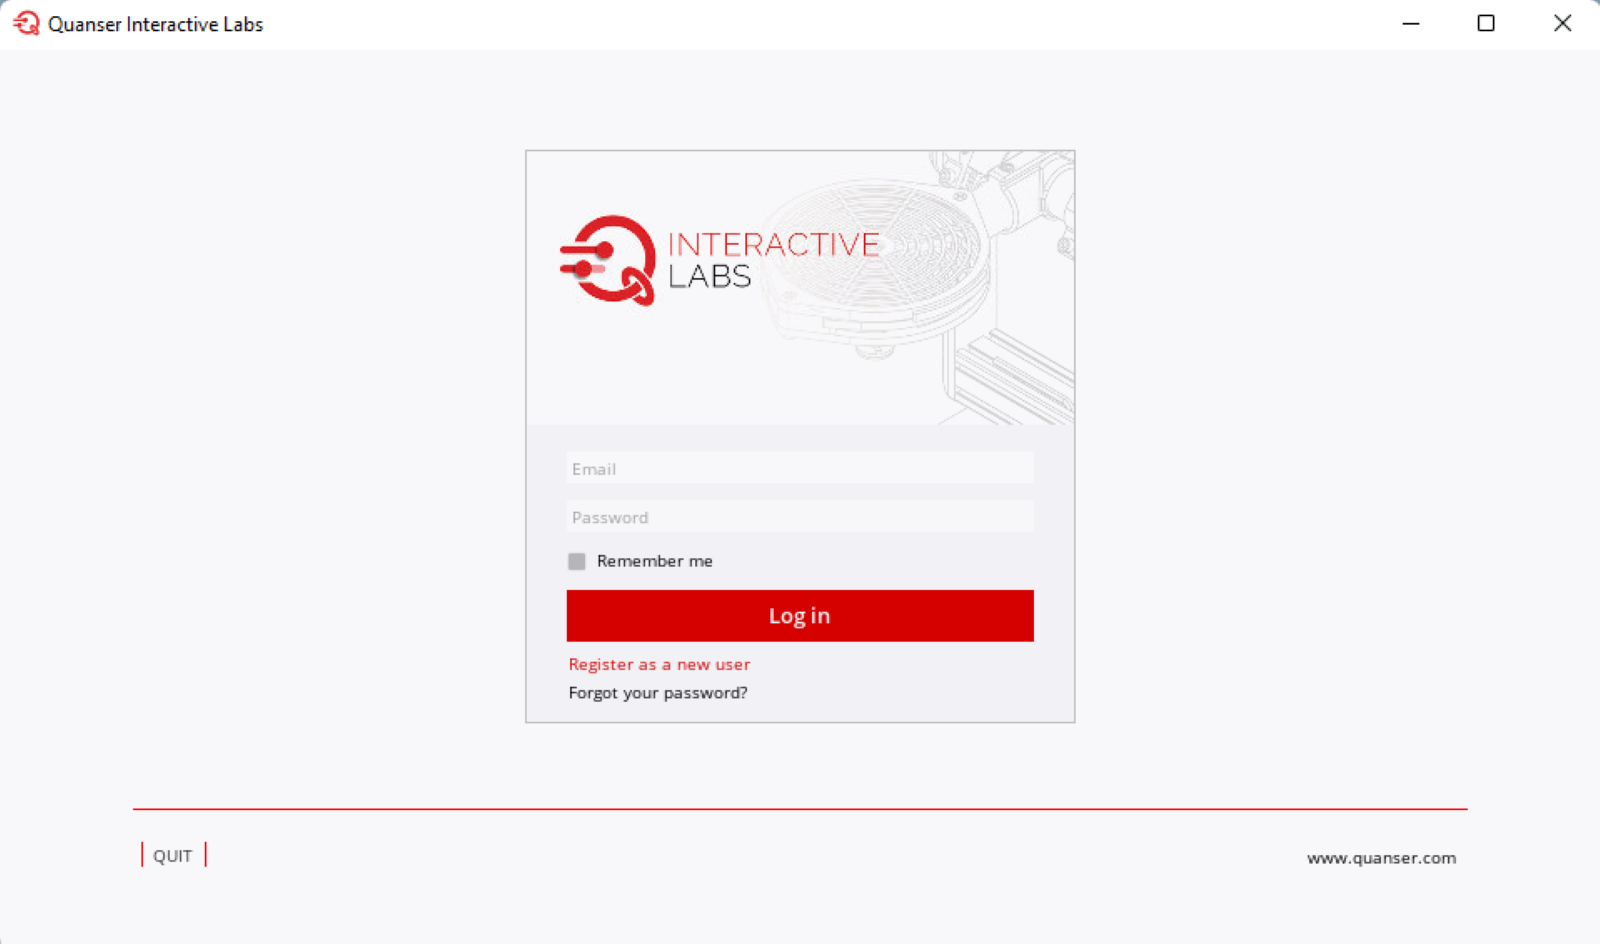 Quanser Interactive Labs
INTERACTIVE
LABS
Email
Password
Remember me
Log in
Register as a new user
Forgot your password?
QUIT
www.quanser.com